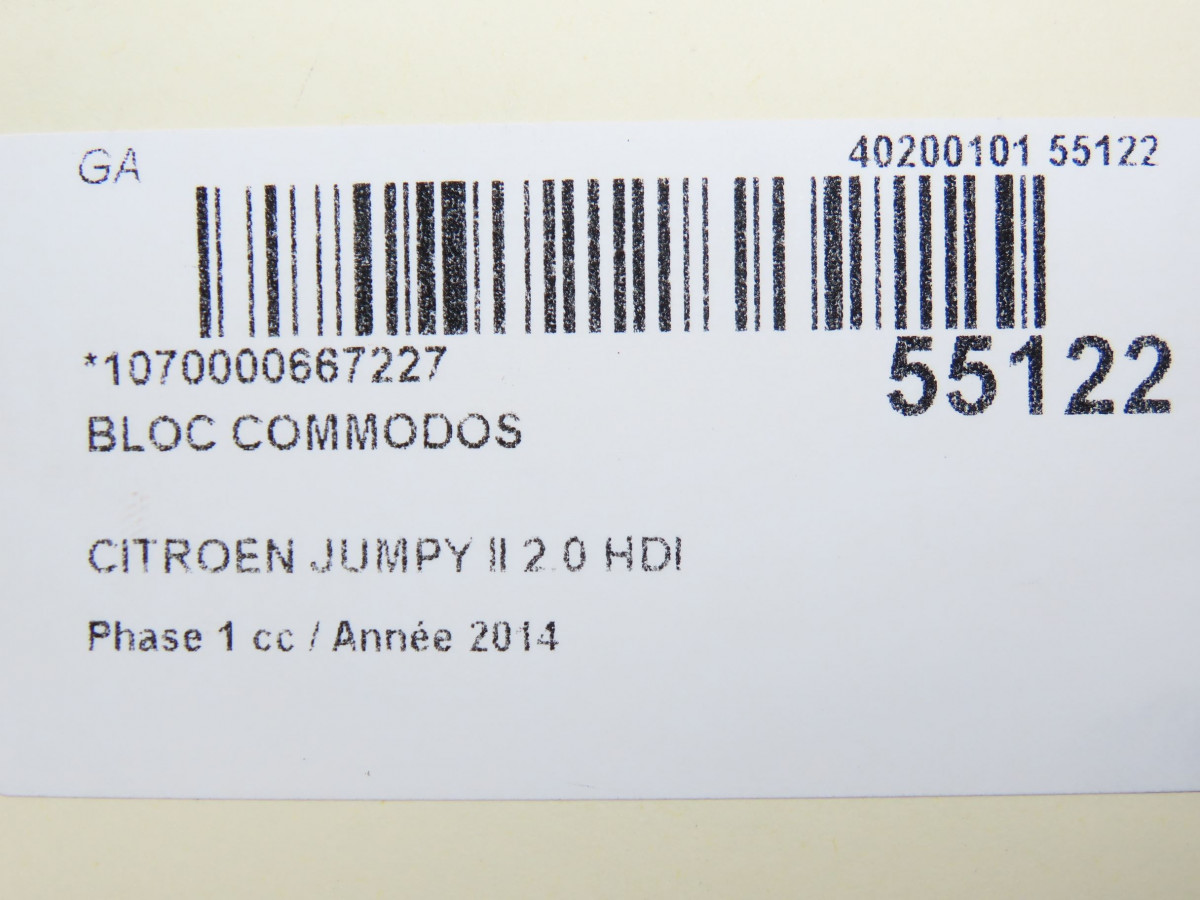 GA
40200101 55122
*1070000667227
55122
BLOC COMMODOS
CITROEN JUMPY II 2.0 HDI
Phase 1 cc / Année 2014